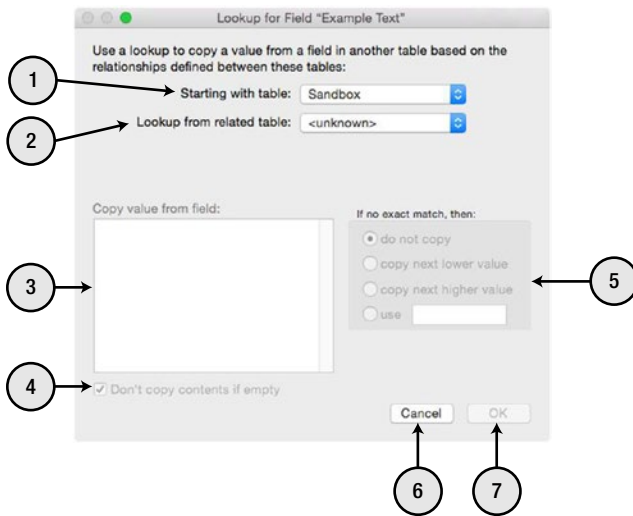 Lookup for Field "Example Text"
Use a lookup to copy a value from a field in another table based on the
relationships defined between these tables:
1
Starting with table: Sandbox
2
Lookup from related table: <unknown>
Copy value from field:
If no exact match, then:
do not copy
copy next lower value
3
5
copy next higher value
use
4
Don't copy contents if empty
Cancel OK
6 7